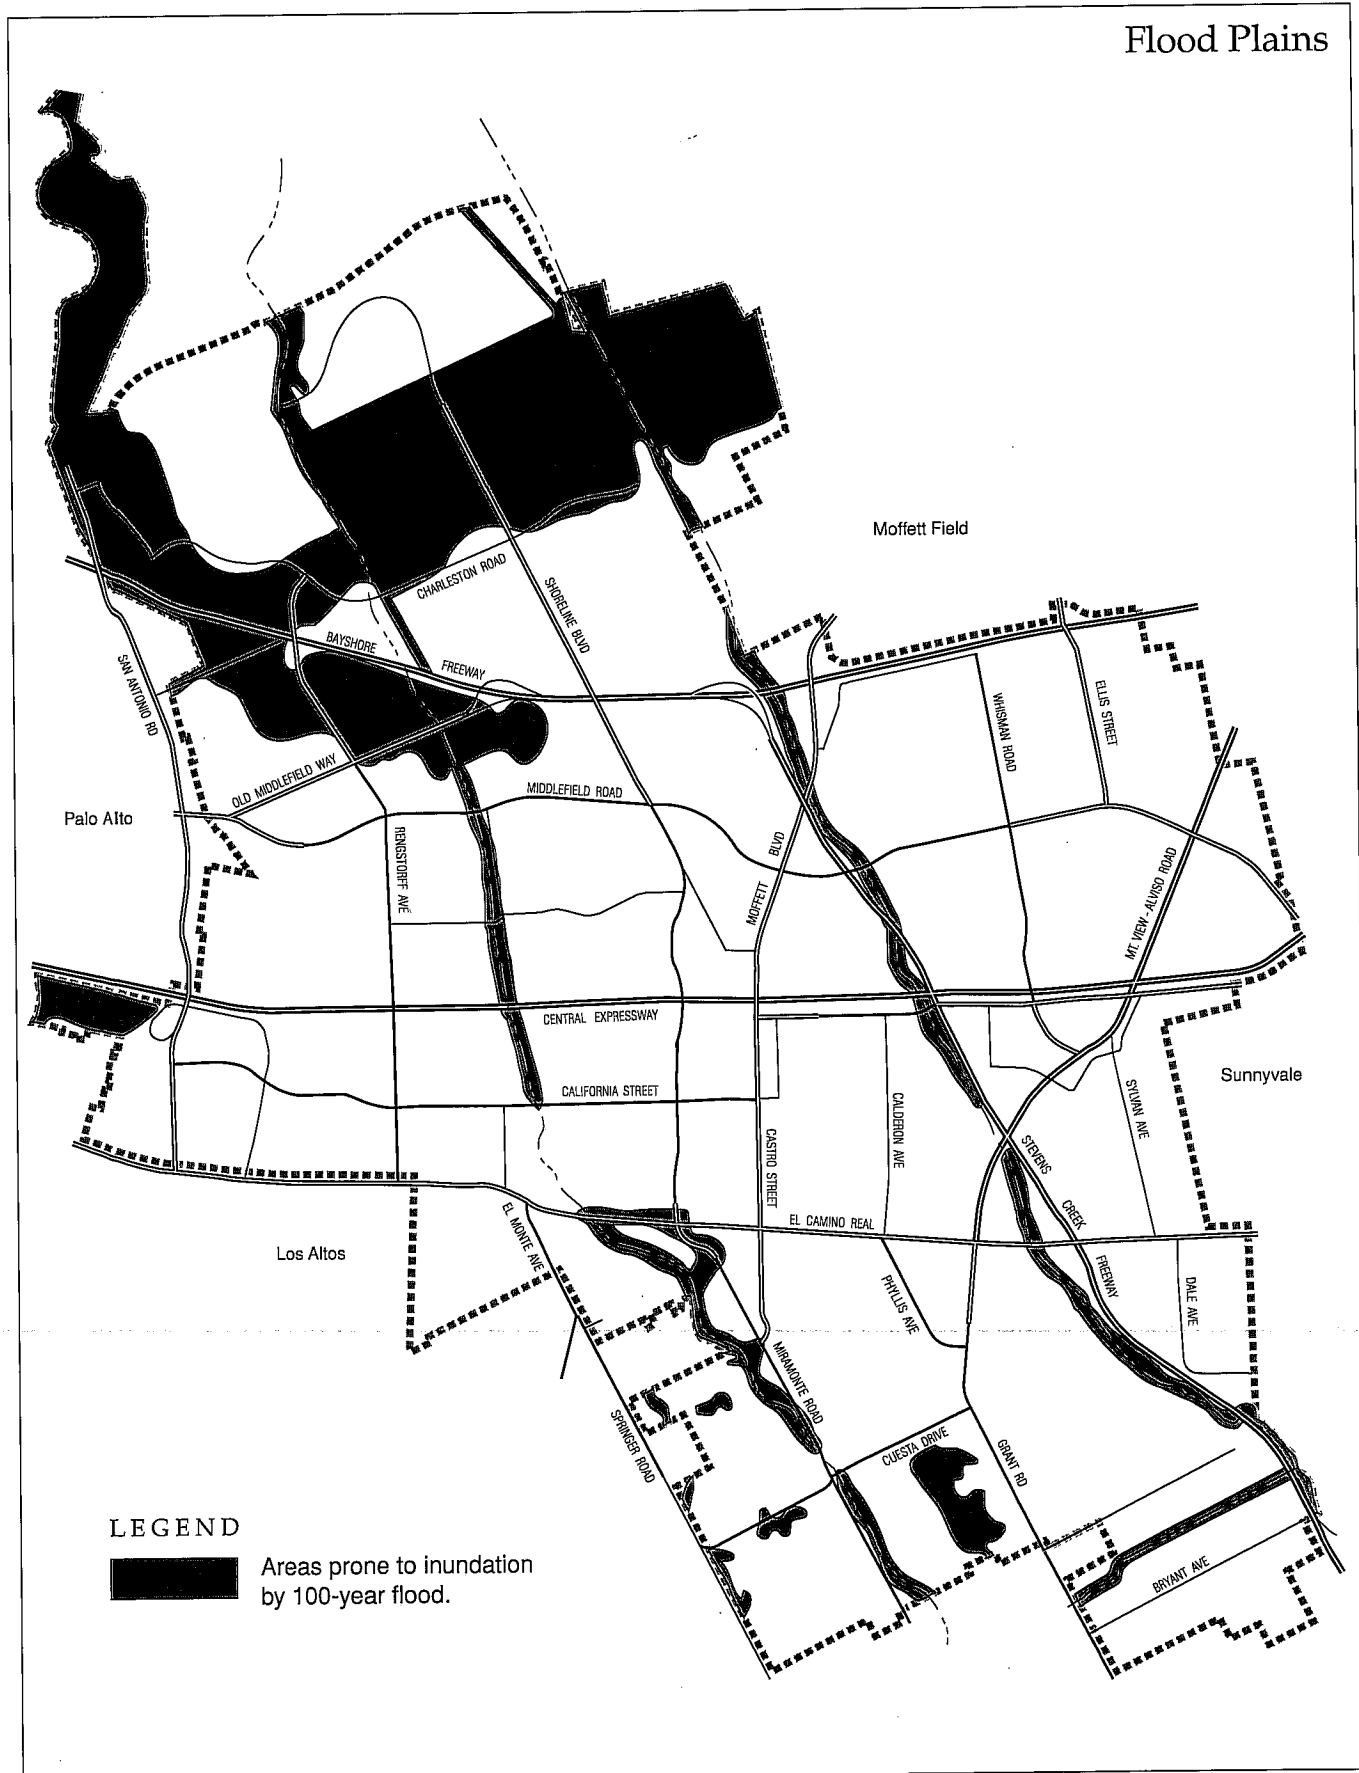 Flood Plains
Moffett Field
CHARLESTON ROAD
SHORELINE BLVD
BAYSHORE
FREEWAY
SAN ANTONIO RD
WHISMAN ROAD
ELLIS STREET
OLD MIDDLEFIELD WAY
MIDDLEFIELD ROAD
Palo Alto
RENGSTORFF AVE
MOFFETT
BLVD
MT. VIEW - ALVISO ROAD
CENTRAL EXPRESSWAY
CALIFORNIA STREET
CALDERON AVE
SYLVAN AVE
Sunnyvale
CASTRO STREET
STEVENS
CREEK
FREEWAY
EL CAMINO REAL
EL MONTE AVE
Los Altos
PHYLLIS AVE
DALE AVE
MIRAMONTE ROAD
SPRINGER ROAD
CUESTA DRIVE
GRANT RD
BRYANT AVE
LEGEND
Areas prone to inundation
by 100-year flood.